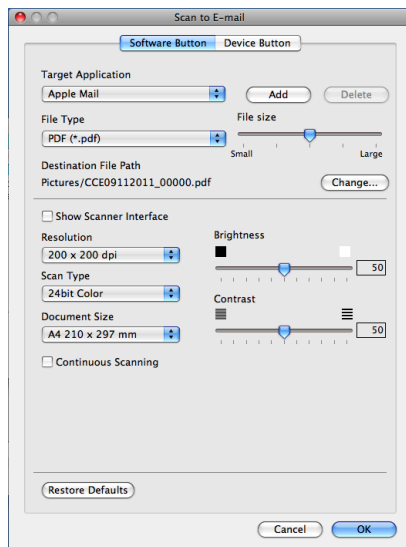 Scan to E-mail
Software Button Device Button
Target Application
Apple Mail Add Delete
File Type File size
PDF (*.pdf)
Small Large
Destination File Path
Pictures/CCE09112011_00000.pdf Change...
Show Scanner Interface
Resolution Brightness
200 x 200 dpi 50
Scan Type
24bit Color Contrast
Document Size
A4 210 x 297 mm 50
Continuous Scanning
Restore Defaults
Cancel OK